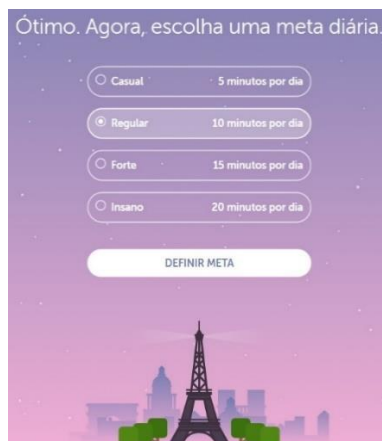 Ótimo. Agora, escolha uma meta diária.
Casual 5 minutos por dia
Regular 10 minutos por dia
Forte 15 minutos por dia
Insano 20 minutos por dia
DEFINIR META